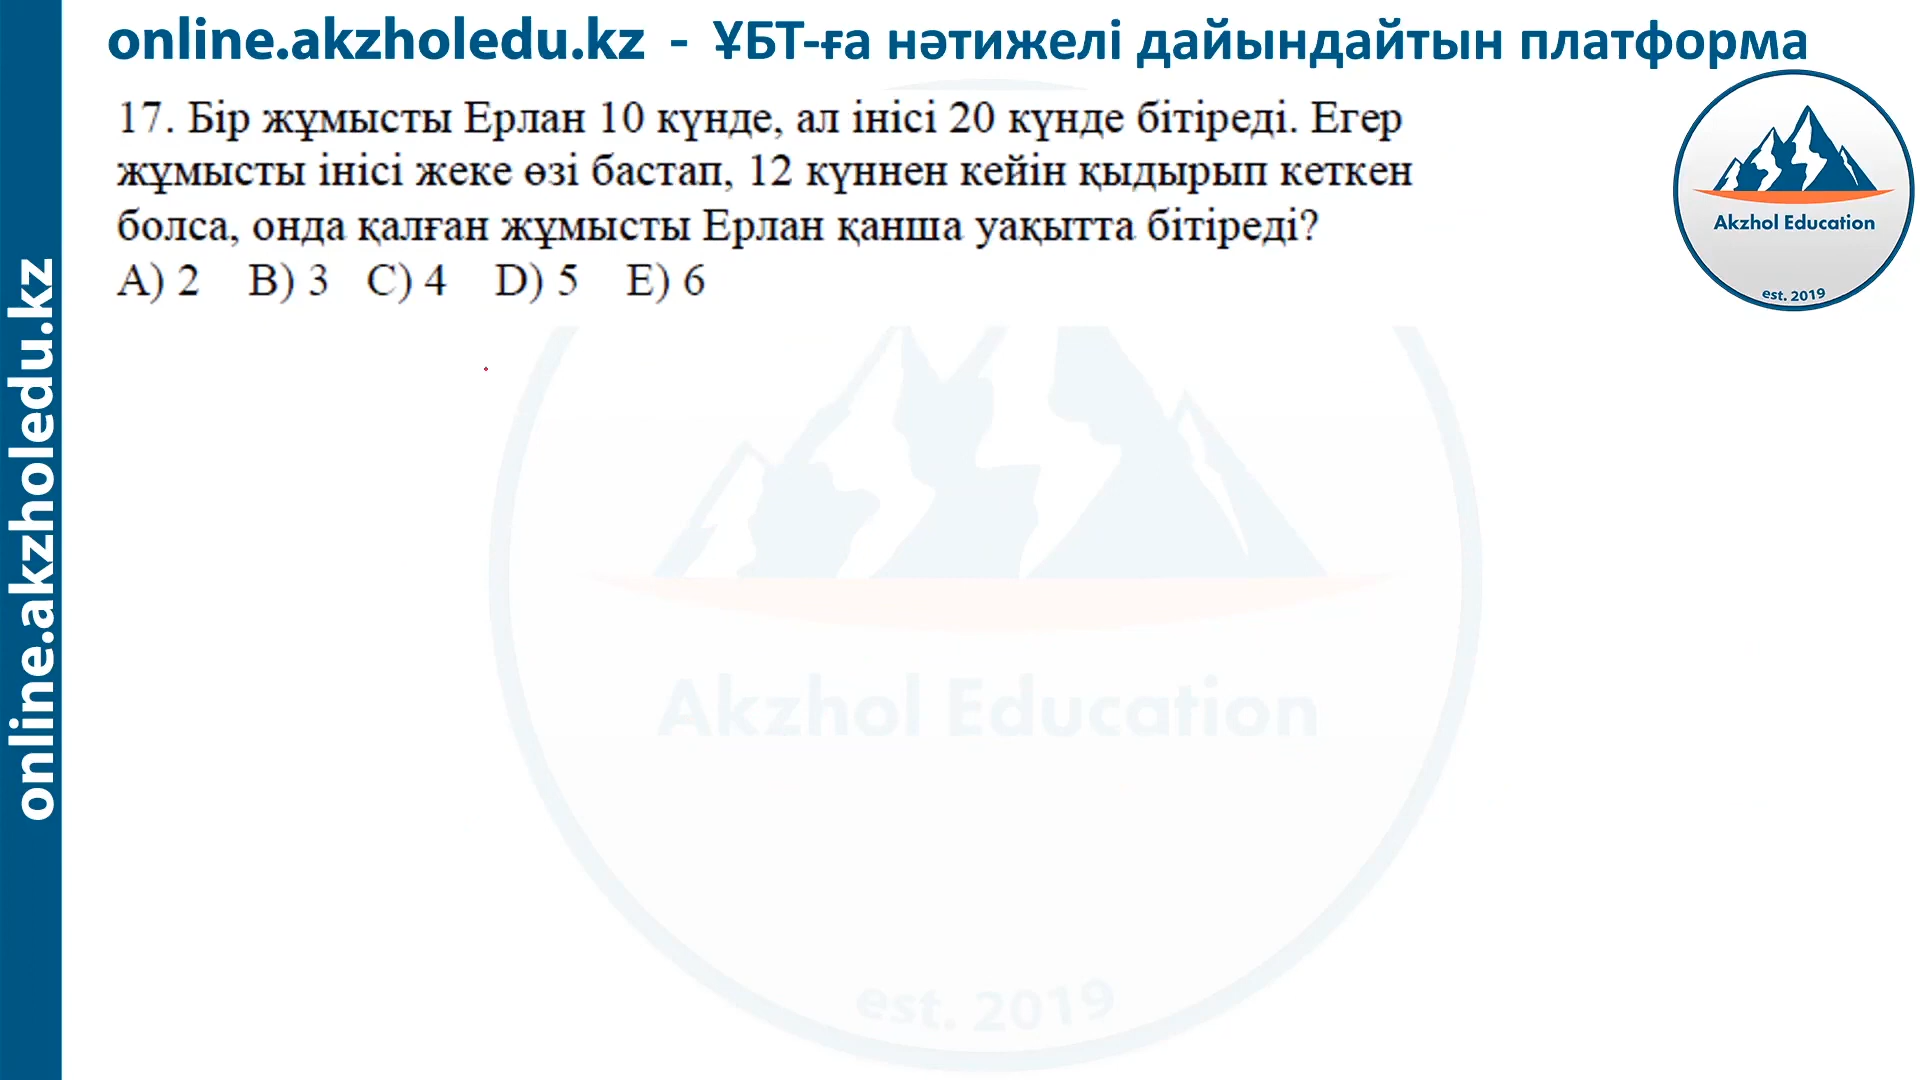 online.akzholedu.kz - ҰБТ-ға нәтижелі дайындайтын платформа
17. Бір жұмысты Ерлан 10 күнде, ал інісі 20 күнде бітіреді. Егер
жұмысты інісі жеке өзі бастап, 12 күннен кейін қыдырып кеткен
болса, онда қалған жұмысты Ерлан қанша уақытта бітіреді?
A) 2 B) 3 C) 4 D) 5 E) 6
Akzhol Education
est. 2019
online.akzholedu.kz
Akzhol Education
est. 2019